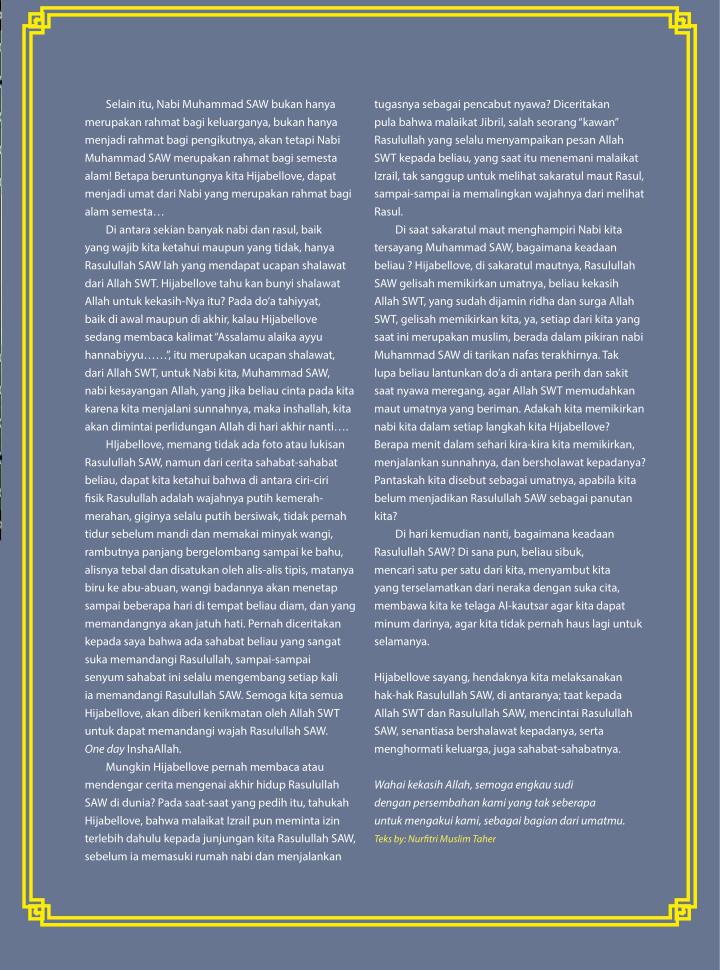 Selain itu, Nabi Muhammad SAW bukan hanya
merupakan rahmat bagi keluarganya, bukan hanya
menjadi rahmat bagi pengikutnya, akan tetapi Nabi
Muhammad SAW merupakan rahmat bagi semesta
alam! Betapa beruntungnya kita Hijabellove, dapat
menjadi umat dari Nabi yang merupakan rahmat bagi
alam semesta…
Di antara sekian banyak nabi dan rasul, baik
yang wajib kita ketahui maupun yang tidak, hanya
Rasulullah SAW lah yang mendapat ucapan shalawat
dari Allah SWT. Hijabellove tahu kan bunyi shalawat
Allah untuk kekasih-Nya itu? Pada do’a tahiyyat,
baik di awal maupun di akhir, kalau Hijabellove
sedang membaca kalimat “Assalamu alaika ayyu
hannabiyyu……”, itu merupakan ucapan shalawat,
dari Allah SWT, untuk Nabi kita, Muhammad SAW,
nabi kesayangan Allah, yang jika beliau cinta pada kita
karena kita menjalani sunnahnya, maka inshallah, kita
akan dimintai perlidungan Allah di hari akhir nanti….
HIjabellove, memang tidak ada foto atau lukisan
Rasulullah SAW, namun dari cerita sahabat-sahabat
beliau, dapat kita ketahui bahwa di antara ciri-ciri
fisik Rasulullah adalah wajahnya putih kemerah-
merahan, giginya selalu putih bersiwak, tidak pernah
tidur sebelum mandi dan memakai minyak wangi,
rambutnya panjang bergelombang sampai ke bahu,
alisnya tebal dan disatukan oleh alis-alis tipis, matanya
biru ke abu-abuan, wangi badannya akan menetap
sampai beberapa hari di tempat beliau diam, dan yang
memandangnya akan jatuh hati. Pernah diceritakan
kepada saya bahwa ada sahabat beliau yang sangat
suka memandangi Rasulullah, sampai-sampai
senyum sahabat ini selalu mengembang setiap kali
ia memandangi Rasulullah SAW. Semoga kita semua
Hijabellove, akan diberi kenikmatan oleh Allah SWT
untuk dapat memandangi wajah Rasulullah SAW.
One day InshaAllah.
Mungkin Hijabellove pernah membaca atau
mendengar cerita mengenai akhir hidup Rasulullah
SAW di dunia? Pada saat-saat yang pedih itu, tahukah
Hijabellove, bahwa malaikat Izrail pun meminta izin
terlebih dahulu kepada junjungan kita Rasulullah SAW,
sebelum ia memasuki rumah nabi dan menjalankan
tugasnya sebagai pencabut nyawa? Diceritakan
pula bahwa malaikat Jibril, salah seorang “kawan”
Rasulullah yang selalu menyampaikan pesan Allah
SWT kepada beliau, yang saat itu menemani malaikat
Izrail, tak sanggup untuk melihat sakaratul maut Rasul,
sampai-sampai ia memalingkan wajahnya dari melihat
Rasul.
Di saat sakaratul maut menghampiri Nabi kita
tersayang Muhammad SAW, bagaimana keadaan
beliau ? Hijabellove, di sakaratul mautnya, Rasulullah
SAW gelisah memikirkan umatnya, beliau kekasih
Allah SWT, yang sudah dijamin ridha dan surga Allah
SWT, gelisah memikirkan kita, ya, setiap dari kita yang
saat ini merupakan muslim, berada dalam pikiran nabi
Muhammad SAW di tarikan nafas terakhirnya. Tak
lupa beliau lantunkan do’a di antara perih dan sakit
saat nyawa meregang, agar Allah SWT memudahkan
maut umatnya yang beriman. Adakah kita memikirkan
nabi kita dalam setiap langkah kita Hijabellove?
Berapa menit dalam sehari kira-kira kita memikirkan,
menjalankan sunnahnya, dan bersholawat kepadanya?
Pantaskah kita disebut sebagai umatnya, apabila kita
belum menjadikan Rasulullah SAW sebagai panutan
kita?
Di hari kemudian nanti, bagaimana keadaan
Rasulullah SAW? Di sana pun, beliau sibuk,
mencari satu per satu dari kita, menyambut kita
yang terselamatkan dari neraka dengan suka cita,
membawa kita ke telaga Al-kautsar agar kita dapat
minum darinya, agar kita tidak pernah haus lagi untuk
selamanya.
Hijabellove sayang, hendaknya kita melaksanakan
hak-hak Rasulullah SAW, di antaranya; taat kepada
Allah SWT dan Rasulullah SAW, mencintai Rasulullah
SAW, senantiasa bershalawat kepadanya, serta
menghormati keluarga, juga sahabat-sahabatnya.
Wahai kekasih Allah, semoga engkau sudi
dengan persembahan kami yang tak seberapa
untuk mengakui kami, sebagai bagian dari umatmu.
Teks by: Nurfitri Muslim Taher